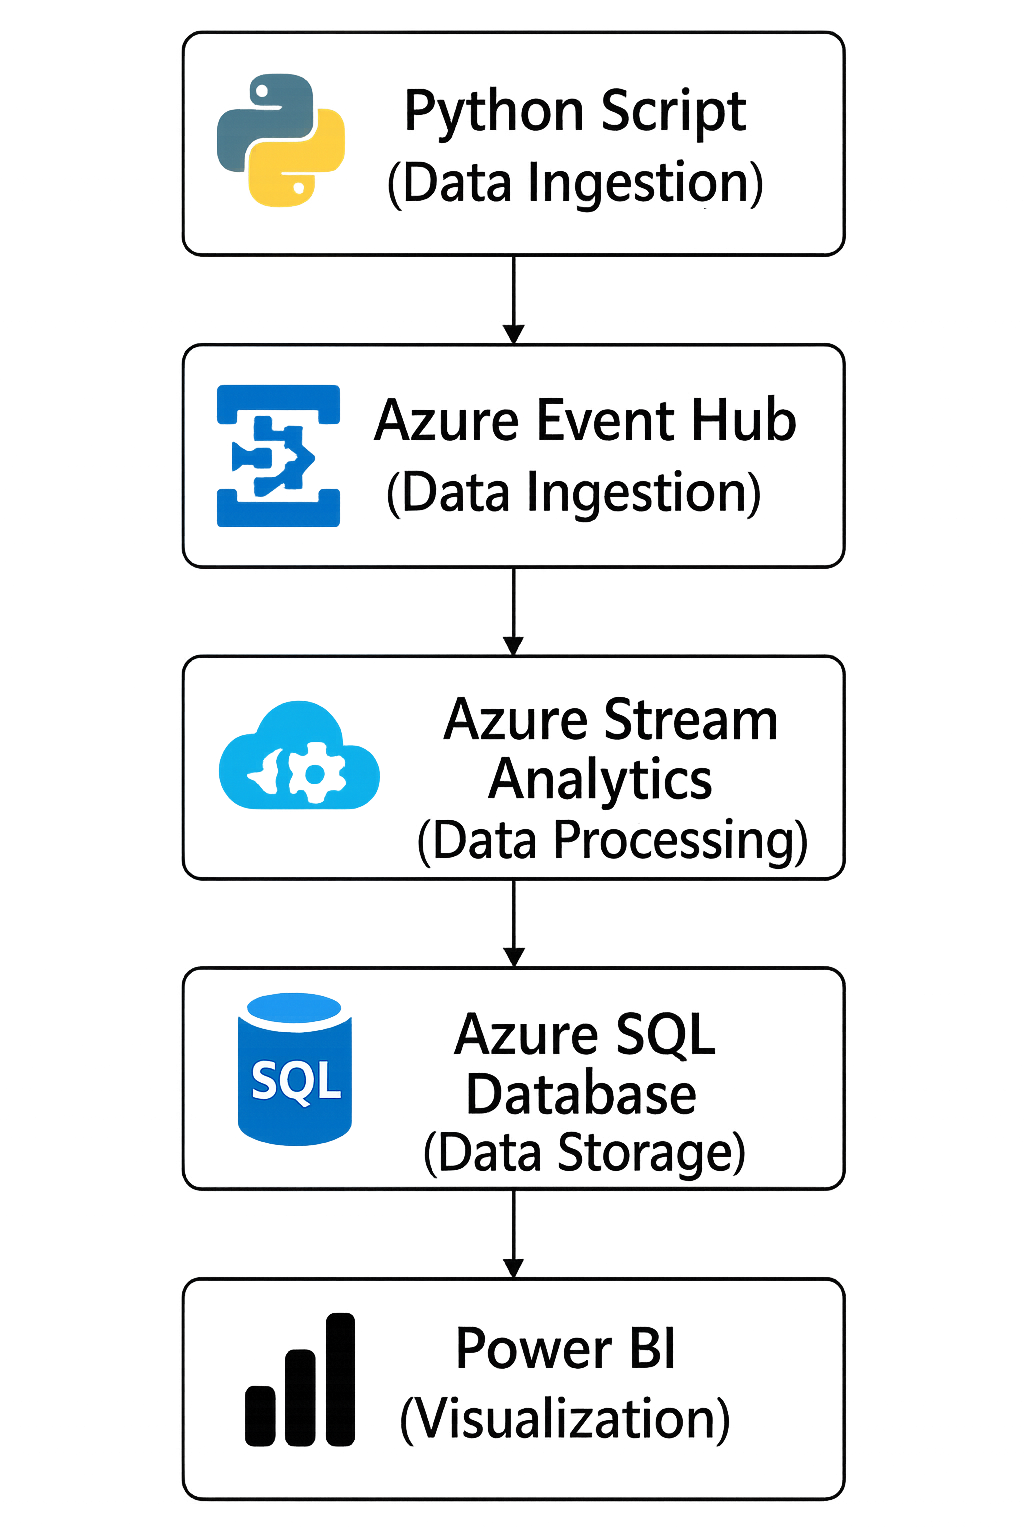 Python Script
(Data Ingestion)
Azure Event Hub
(Data Ingestion)
Azure Stream
Analytics
(Data Processing)
SQL
Azure SQL
Database
(Data Storage)
Power BI
(Visualization)